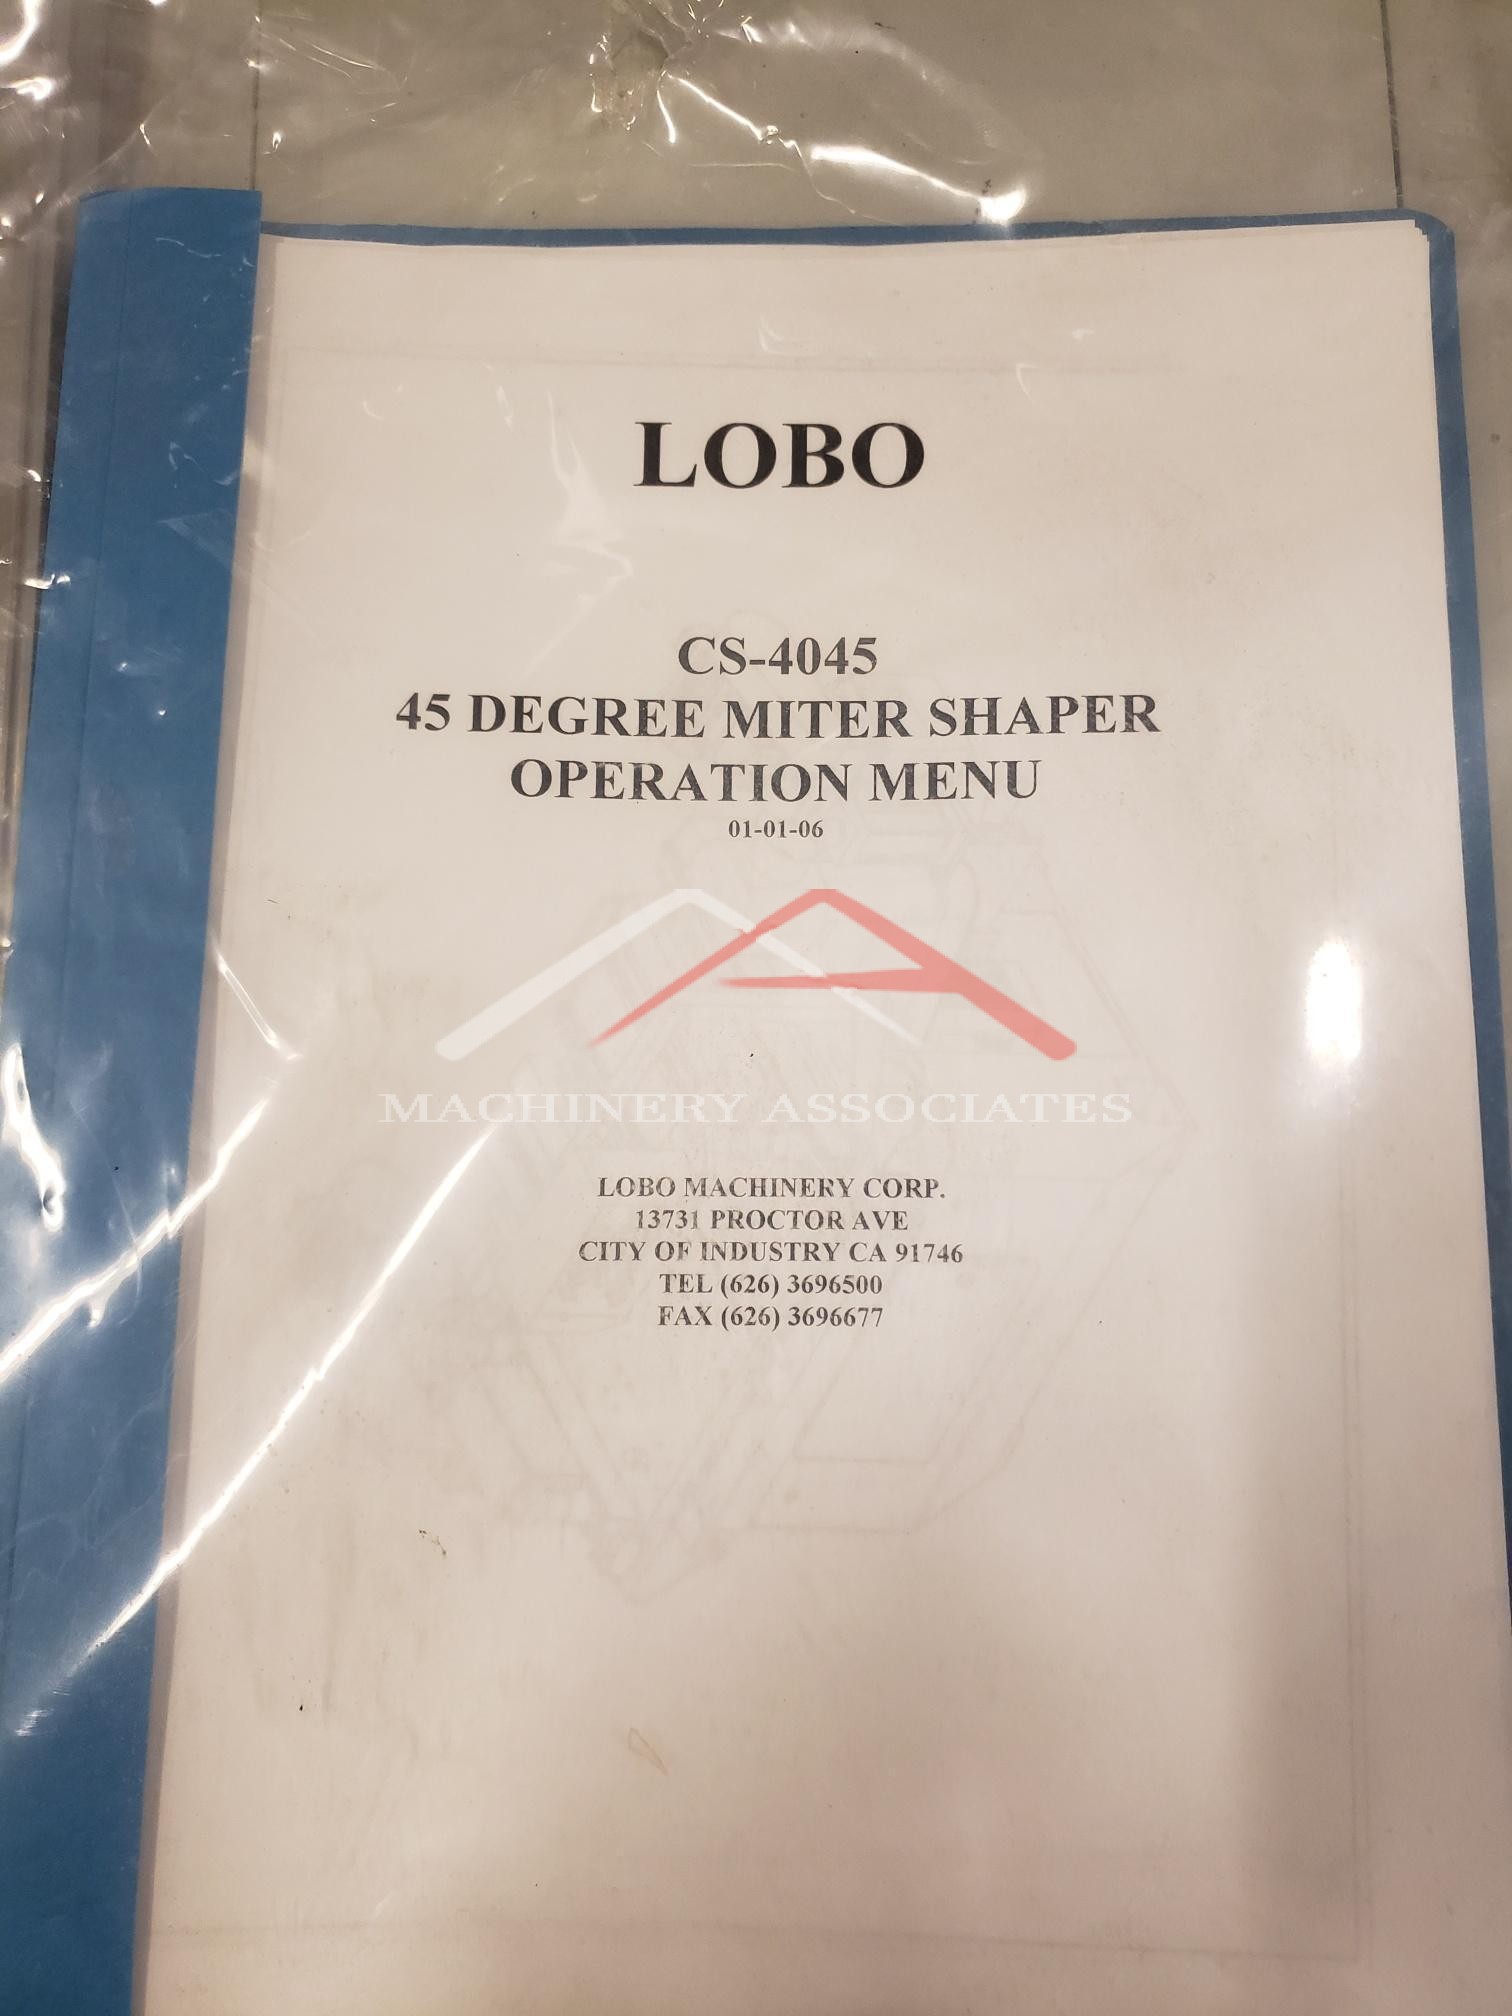 LOBO
CS-4045
45 DEGREE MITER SHAPER
OPERATION MENU
01-01-06
MACHINERY ASSOCIATES
LOBO MACHINERY CORP.
13731 PROCTOR AVE
CITY OF INDUSTRY CA 91746
TEL (626) 3696500
FAX (626) 3696677